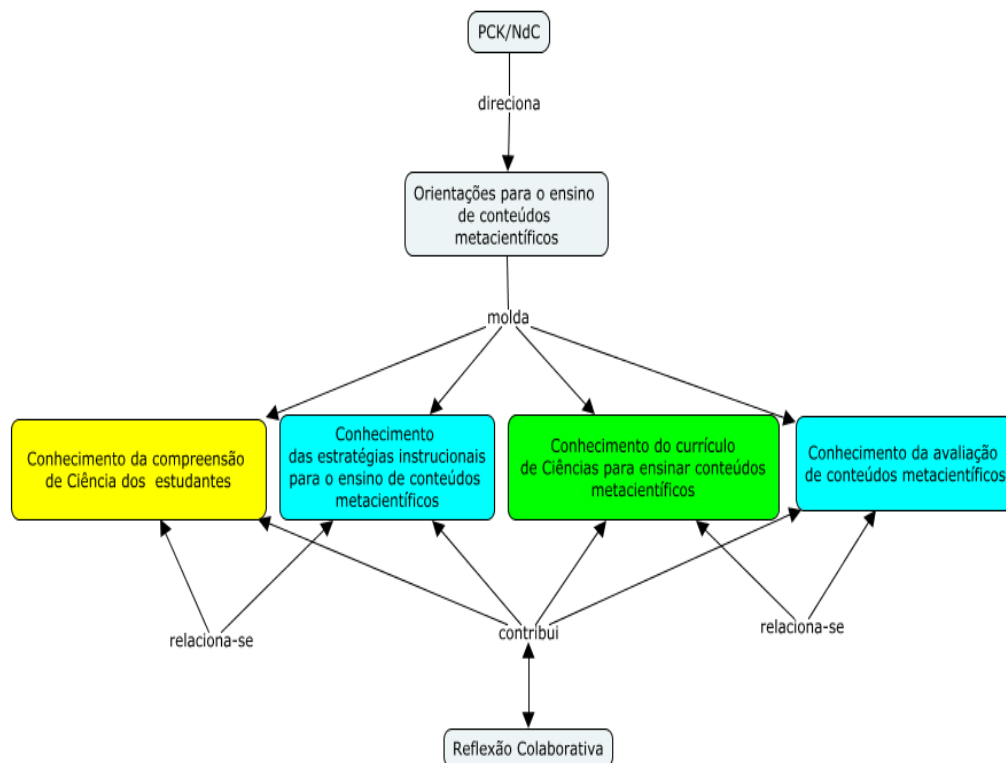 PCK/NdC
direciona
Orientações para o ensino
de conteúdos
metacientíficos
molda
Conhecimento da compreensão
de Ciência dos estudantes
Conhecimento
das estratégias instrucionais
para o ensino de conteúdos
metacientíficos
Conhecimento do currículo
de Ciências para ensinar conteúdos
metacientíficos
Conhecimento da avaliação
de conteúdos metacientíficos
relaciona-se
contribui
relaciona-se
Reflexão Colaborativa